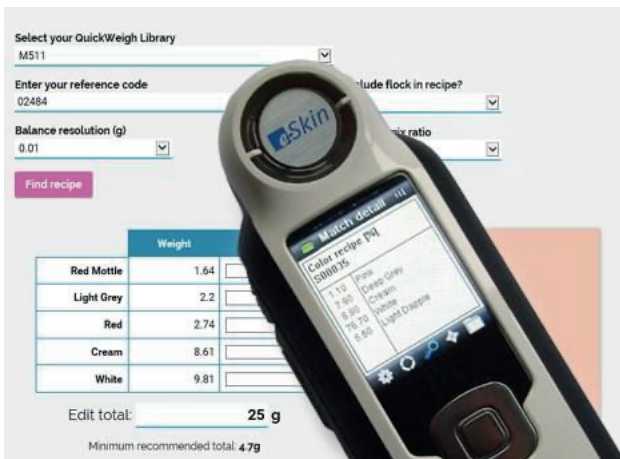 Select your QuickWeigh Library
M511
Enter your reference code
lude flock in recipe?
02484
Balance resolution (g)
mix ratio
0.01
Find recipe
Weight
Red Mottle 1.64
Light Grey 2.2
Red 2.74
Cream 8.61
White 9.81
Edit total: 25 g
Minimum recommended total: 4.7g
e-Skin
Match detail
Color recipe [%]
S00035
1.10 Pink
7.90 Deep Grey
8.80 Cream
76.70 White
5.50 Light Dapple